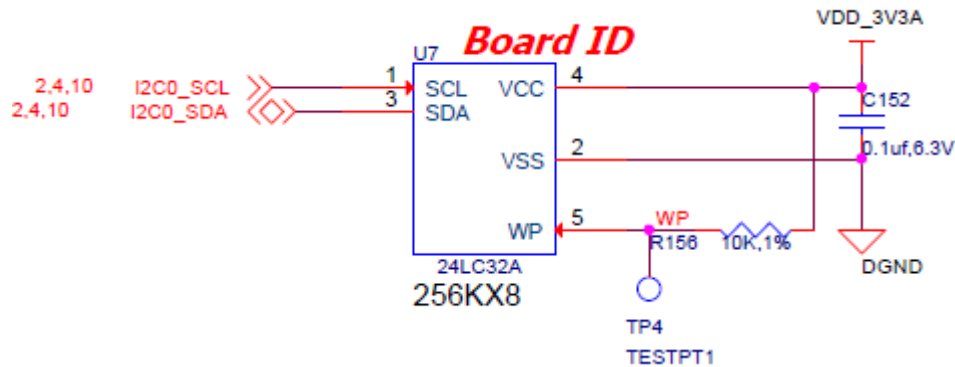 VDD_3V3A
Board ID
U7
2,4,10 I2C0_SCL 1 SCL VCC 4
2,4,10 I2C0_SDA 3 SDA
C152
0.1uf,6.3V
VSS 2
WP 5 WP
R156 10K,1%
24LC32A
256KX8
DGND
TP4
TESTPT1